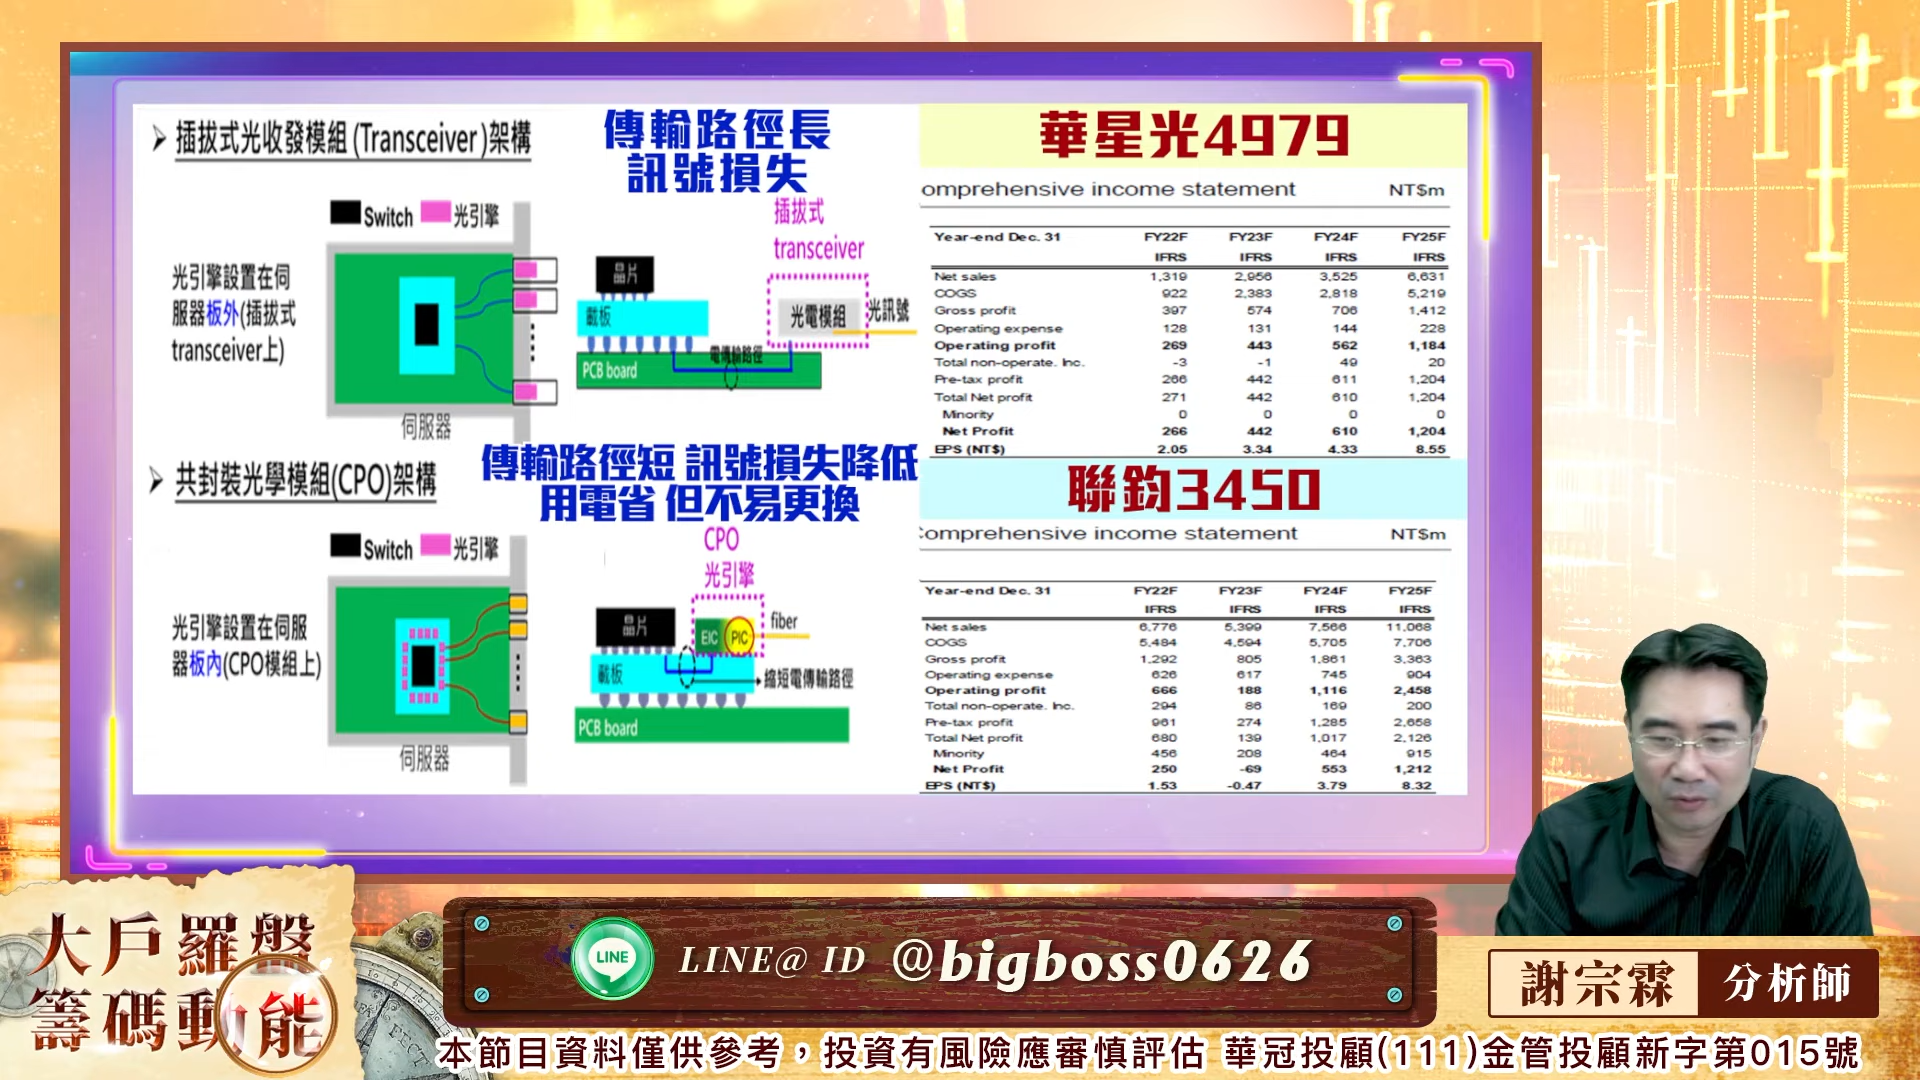 插拔式光收發模組(Transceiver)架構
傳輸路徑長
訊號損失
Switch 光引擎
光引擎設置在伺
服器板外(插拔式
transceiver上)
伺服器
插拔式
transceiver
晶片
載板
光電模組
光訊號
電傳輸路徑
PCB board
共封裝光學模組(CPO)架構
傳輸路徑短 訊號損失降低
用電省 但不易更換
Switch 光引擎
光引擎設置在伺服
器板內(CPO模組上)
伺服器
CPO
光引擎
晶片
EIC PIC
fiber
載板
縮短電傳輸路徑
PCB board
華星光4979
omprehensive income statement NT$m
Year-end Dec. 31 FY22F FY23F FY24F FY25F
IFRS IFRS IFRS IFRS
Net sales 1,319 2,956 3,525 6,631
COGS 922 2,383 2,818 5,219
Gross profit 397 574 706 1,412
Operating expense 128 131 144 228
Operating profit 269 443 562 1,184
Total non-operate. Inc. -3 -1 49 20
Pre-tax profit 266 442 611 1,204
Total Net profit 271 442 610 1,204
Minority 0 0 0 0
Net Profit 266 442 610 1,204
EPS (NT$) 2.05 3.34 4.33 8.55
聯鈞3450
Comprehensive income statement NT$m
Year-end Dec. 31 FY22F FY23F FY24F FY25F
IFRS IFRS IFRS IFRS
Net sales 6,776 5,399 7,566 11,068
COGS 5,484 4,594 5,705 7,706
Gross profit 1,292 805 1,861 3,363
Operating expense 626 617 745 904
Operating profit 666 188 1,116 2,458
Total non-operate. Inc. 294 86 169 200
Pre-tax profit 961 274 1,285 2,658
Total Net profit 680 139 1,017 2,126
Minority 456 208 464 915
Net Profit 250 -69 553 1,212
EPS (NT$) 1.53 -0.47 3.79 8.32
大戶羅盤
籌碼動能
LINE
LINE@ ID @bigboss0626
謝宗霖 分析師
本節目資料僅供參考，投資有風險應審慎評估 華冠投顧(111)金管投顧新字第015號